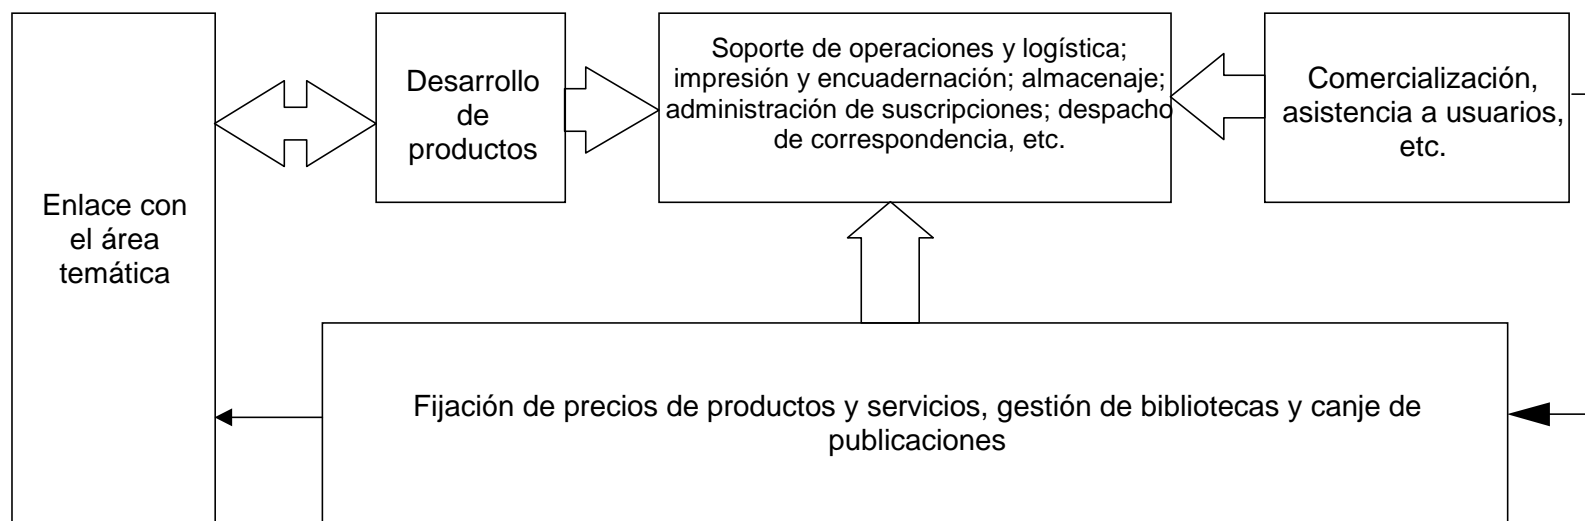 Enlace con
el área
temática
Desarrollo
de
productos
Soporte de operaciones y logística;
impresión y encuadernación; almacenaje;
administración de suscripciones; despacho
de correspondencia, etc.
Comercialización,
asistencia a usuarios,
etc.
Fijación de precios de productos y servicios, gestión de bibliotecas y canje de
publicaciones